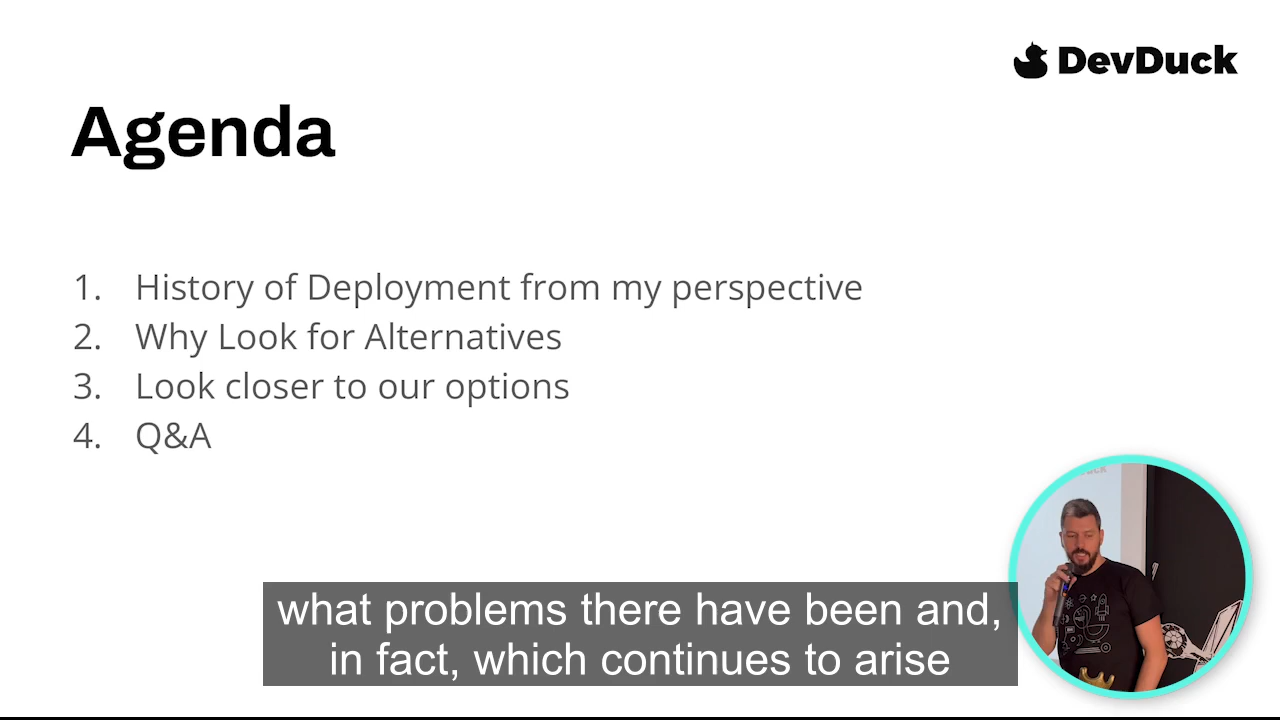 DevDuck
Agenda
1. History of Deployment from my perspective
2. Why Look for Alternatives
3. Look closer to our options
4. Q&A
what problems there have been and,
in fact, which continues to arise